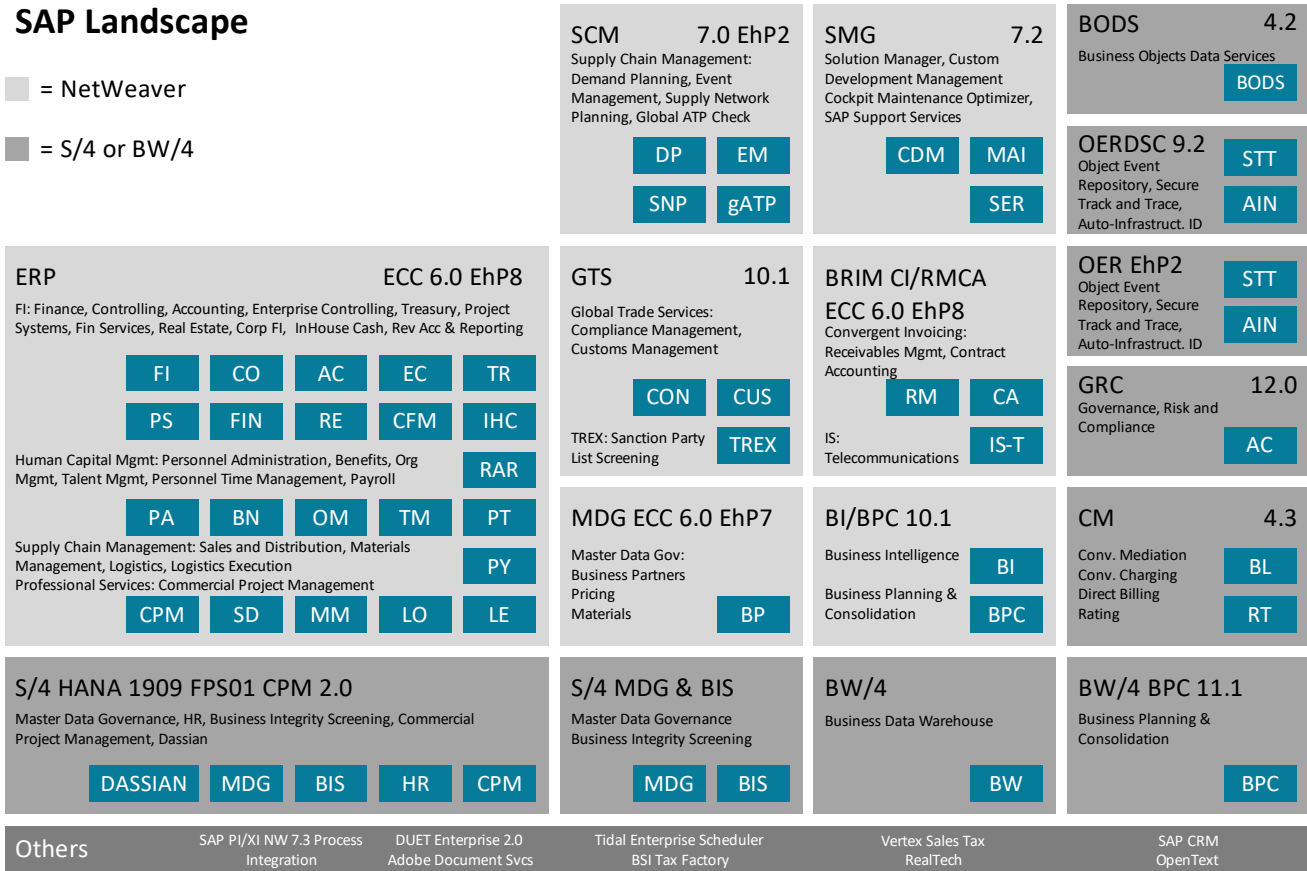 SAP Landscape
= NetWeaver
= S/4 or BW/4
SCM 7.0 EhP2
Supply Chain Management:
Demand Planning, Event
Management, Supply Network
Planning, Global ATP Check
DP EM
SNP gATP
SMG 7.2
Solution Manager, Custom
Development Management
Cockpit Maintenance Optimizer,
SAP Support Services
CDM MAI
SER
BODS 4.2
Business Objects Data Services
BODS
OERDSC 9.2
Object Event
Repository, Secure
Track and Trace,
Auto-Infrastruct. ID
STT
AIN
ERP ECC 6.0 EhP8
FI: Finance, Controlling, Accounting, Enterprise Controlling, Treasury, Project
Systems, Fin Services, Real Estate, Corp FI, InHouse Cash, Rev Acc & Reporting
FI CO AC EC TR
PS FIN RE CFM IHC
Human Capital Mgmt: Personnel Administration, Benefits, Org
Mgmt, Talent Mgmt, Personnel Time Management, Payroll
RAR
PA BN OM TM PT
Supply Chain Management: Sales and Distribution, Materials
Management, Logistics, Logistics Execution
Professional Services: Commercial Project Management
PY
CPM SD MM LO LE
GTS 10.1
Global Trade Services:
Compliance Management,
Customs Management
CON CUS
TREX: Sanction Party
List Screening
TREX
BRIM CI/RMCA
ECC 6.0 EhP8
Convergent Invoicing:
Receivables Mgmt, Contract
Accounting
RM CA
IS:
Telecommunications
IS-T
OER EhP2
Object Event
Repository, Secure
Track and Trace,
Auto-Infrastruct. ID
STT
AIN
GRC 12.0
Governance, Risk and
Compliance
AC
MDG ECC 6.0 EhP7
Master Data Gov:
Business Partners
Pricing
Materials
BP
BI/BPC 10.1
Business Intelligence
BI
Business Planning &
Consolidation
BPC
CM 4.3
Conv. Mediation
Conv. Charging
Direct Billing
Rating
BL
RT
S/4 HANA 1909 FPS01 CPM 2.0
Master Data Governance, HR, Business Integrity Screening, Commercial
Project Management, Dassian
DASSIAN MDG BIS HR CPM
S/4 MDG & BIS
Master Data Governance
Business Integrity Screening
MDG BIS
BW/4
Business Data Warehouse
BW
BW/4 BPC 11.1
Business Planning &
Consolidation
BPC
Others
SAP PI/XI NW 7.3 Process
Integration
DUET Enterprise 2.0
Adobe Document Svcs
Tidal Enterprise Scheduler
BSI Tax Factory
Vertex Sales Tax
RealTech
SAP CRM
OpenText